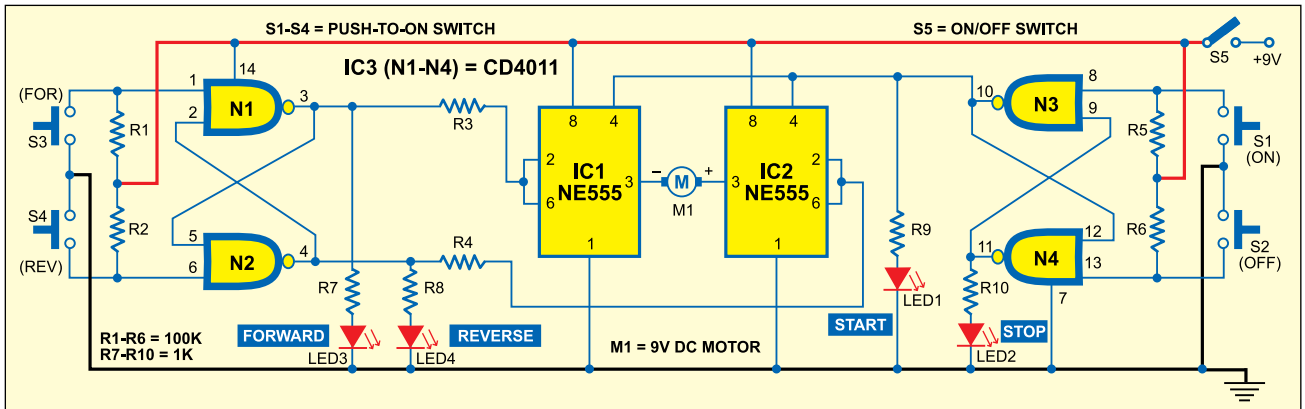 S1-S4 = PUSH-TO-ON SWITCH
S5 = ON/OFF SWITCH
S5
+9V
IC3 (N1-N4) = CD4011
(FOR)
S3
S4
(REV)
R1
R2
1
2
14
N1
3
5
6
N2
4
R3
R4
R7
R8
FORWARD
REVERSE
LED3
LED4
R1-R6 = 100K
R7-R10 = 1K
8
4
2
6
IC1
NE555
3
1
–
M
+
M1
8
4
2
6
IC2
NE555
3
1
M1 = 9V DC MOTOR
R9
LED1
START
10
N3
8
9
11
N4
12
13
7
R10
LED2
STOP
R5
R6
S1
(ON)
S2
(OFF)